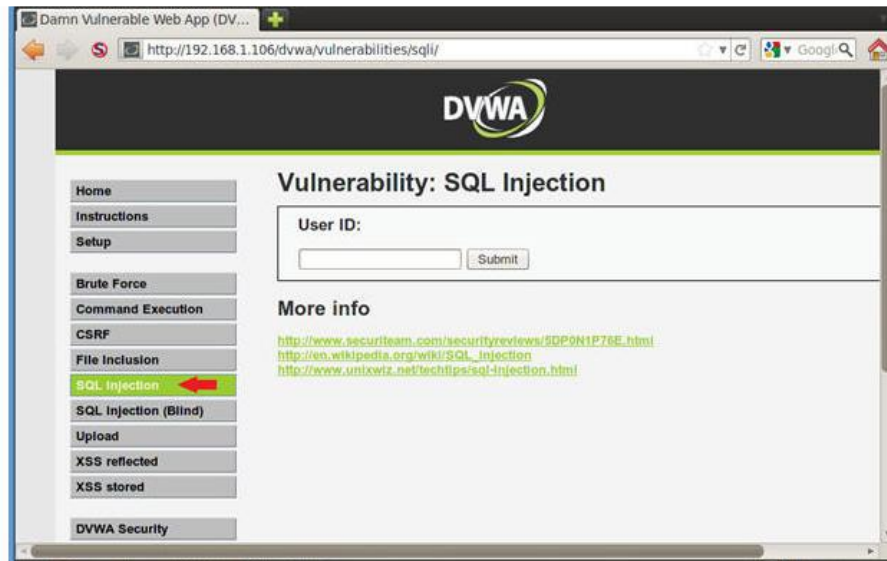 Damn Vulnerable Web App (DV...
http://192.168.1.106/dvwa/vulnerabilities/sqli/
Googl
DVWA
Home
Instructions
Setup
Brute Force
Command Execution
CSRF
File Inclusion
SQL Injection
SQL Injection (Blind)
Upload
XSS reflected
XSS stored
DVWA Security
Vulnerability: SQL Injection
User ID:
Submit
More info
http://www.securiteam.com/securityreviews/5DP0N1P76E.html
http://en.wikipedia.org/wiki/SQL_injection
http://www.unixwiz.net/techtips/sql-injection.html